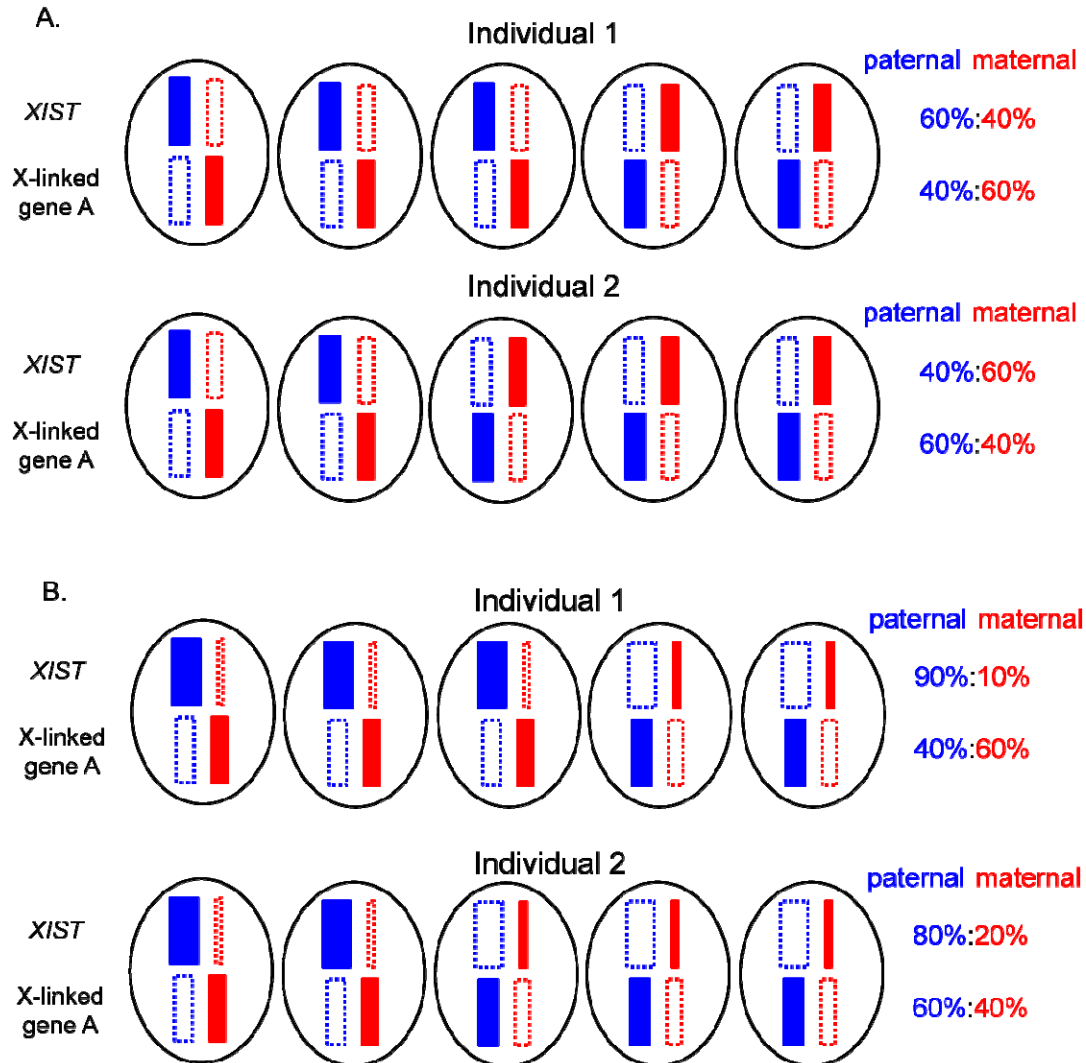 A.
Individual 1
paternal maternal
XIST
60%:40%
X-linked
gene A
40%:60%
Individual 2
paternal maternal
XIST
40%:60%
X-linked
gene A
60%:40%
B.
Individual 1
paternal maternal
XIST
90%:10%
X-linked
gene A
40%:60%
Individual 2
paternal maternal
XIST
80%:20%
X-linked
gene A
60%:40%